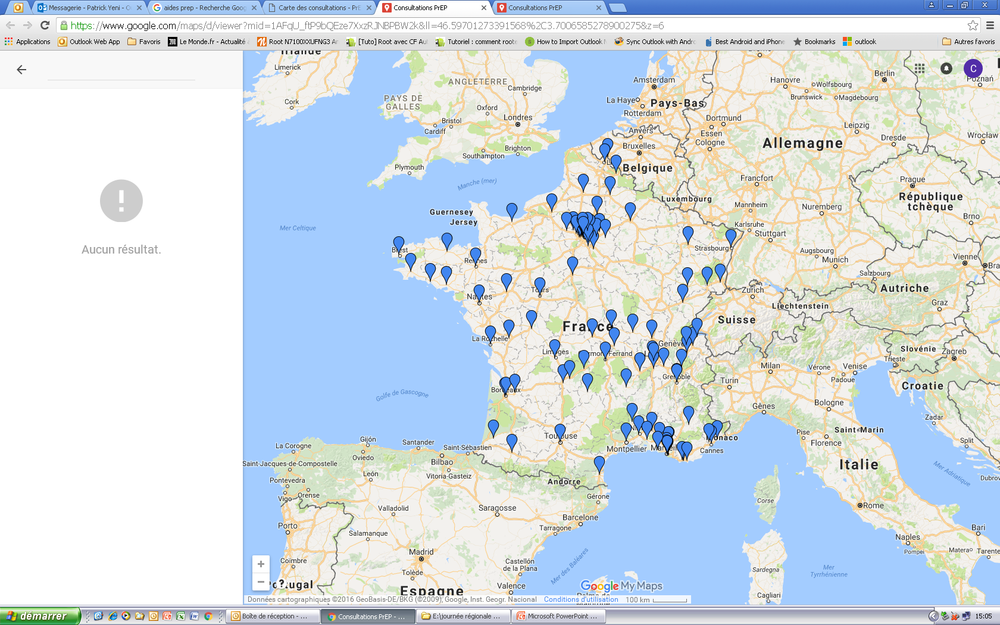 Messagerie - Patrick Yeni - O
aides prep - Recherche Goog
Carte des consultations - PrE
Consultations PrEP
Consultations PrEP
https://www.google.com/maps/d/viewer?mid=1AFqU_ftP9bQEze7XxzRJNBPBW2k&ll=46.59701273391568%2C3.7006585278900275&z=6
Applications
Outlook Web App
Favoris
Le Monde.fr - Actualité
Root N7100XXUFNG3 Ar
[Tuto] Root avec CF Aut
Tutoriel : comment roote
How to Import Outlook
Sync Outlook with Andro
Best Android and iPhone
Bookmarks
outlook
Autres favoris
Aucun résultat.
Irlande
Limerick
Cork
ANGLETERRE
PAYS DE
GALLES
Cambridge
Oxford
Londres
Bristol
Cardiff
Brighton
Southampton
Plymouth
Amsterdam
La Haye
Pays-Bas
Rotterdam
Anvers
Bruxelles
Belgique
Brême
Hanovre
Wolfsbourg
Brunswick
Magdebourg
Berlin
Poznań
C
Dortmund
Essen
Cologne
Leipzig
Dresde
Wrocław
Allemagne
Francfort
Prague
République
tchèque
Luxembourg
Mannheim
Nuremberg
Brno
Karlsruhe
Stuttgart
Strasbourg
Augsbourg
Munich
Vienne
Bra
Salzbourg
Manche (mer)
Guernesey
Jersey
Mer Celtique
Brest
Rennes
Nantes
Tours
France
La Rochelle
Limoges
Clermont-Ferrand
Genève
Grenoble
Bordeaux
Golfe de Gascogne
Toulouse
Nîmes
Montpellier
Marseille
Monaco
Cannes
Zurich
Liechtenstein
Autriche
Graz
Suisse
Slovénie
Zagreb
Trieste
Milan
Vérone
Venise
Padoue
Turin
Croatie
Gênes
Bologne
Zadar
Pise
Saint-Marin
Florence
Split
Italie
Mer Adriatique
Dubrov
Corse
Rome
Bari
Naples
Pompei
Matera
Tarente
Mer
Tyrrhénienne
Sardegna
Cagliari
La Corogne
Gijón
Santander
Saint-Sébastien
Saint-Jacques-de-Compostelle
Oviedo
Bilbao
León
Vitoria-Gasteiz
Pontevedra
Vigo
Orense
Andorre
Gérone
Valladolid
Saragosse
Barcelone
Tarragone
Porto
Salamanque
Madrid
Castellón
de la Plana
Coïmbre
Tolède
Mer des Baléares
Valence
Portugal
Espagne
Palma de
Google My Maps
Données cartographiques ©2016 GeoBasis-DE/BKG (©2009), Google, Inst. Geogr. Nacional
Conditions d'utilisation
100 km
démarrer
Boîte de réception - ...
Consultations PrEP - ...
E:\journée régionale ...
Microsoft PowerPoint ...
15:05